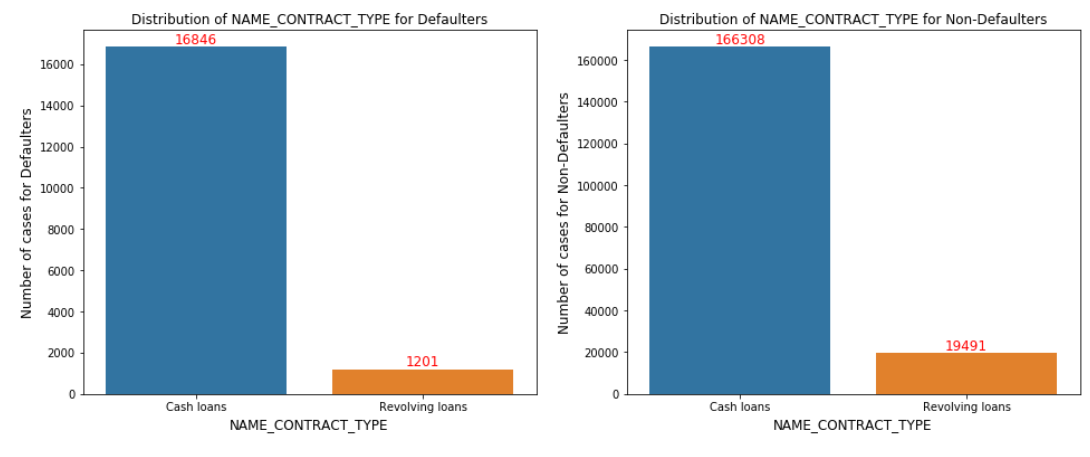 Distribution of NAME_CONTRACT_TYPE for Defaulters
16846
16000
14000
12000
10000
8000
6000
4000
2000
0
Number of cases for Defaulters
1201
Cash loans
Revolving loans
NAME_CONTRACT_TYPE
Distribution of NAME_CONTRACT_TYPE for Non-Defaulters
166308
160000
140000
120000
100000
80000
60000
40000
20000
0
Number of cases for Non-Defaulters
19491
Cash loans
Revolving loans
NAME_CONTRACT_TYPE